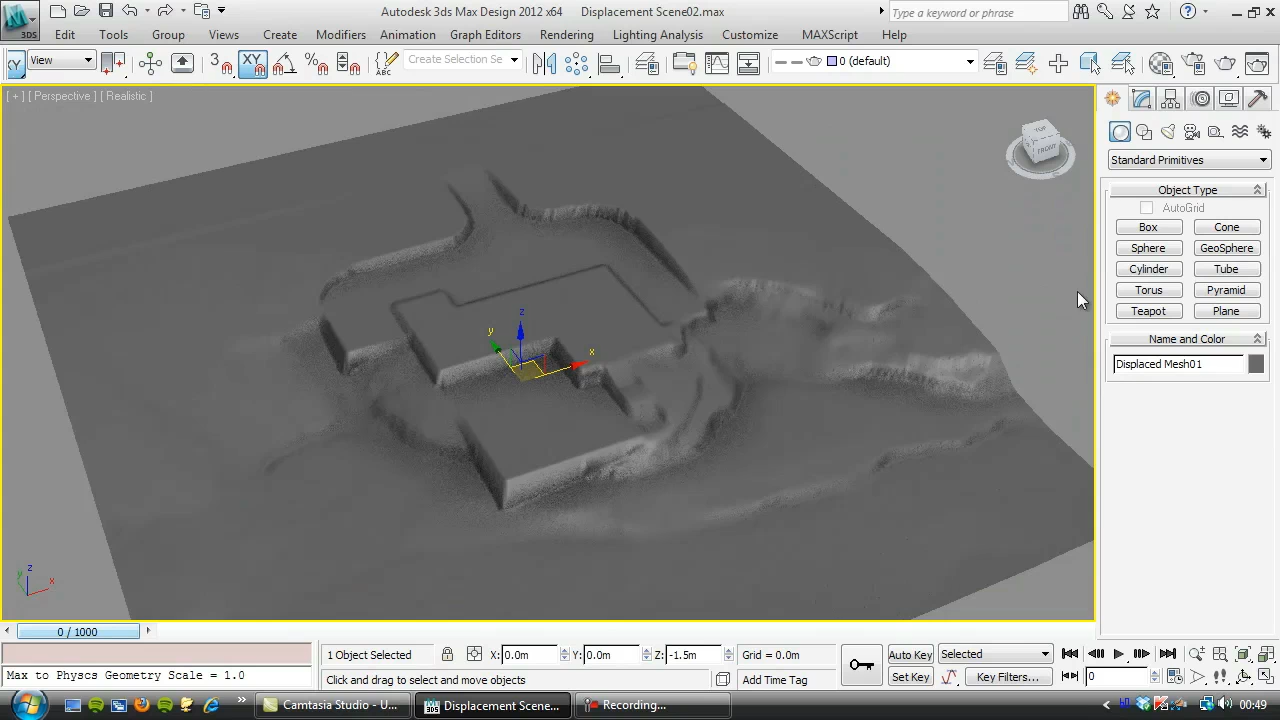 Autodesk 3ds Max Design 2012 x64 Displacement Scene02.max
Type a keyword or phrase
3DS
Edit Tools Group Views Create Modifiers Animation Graph Editors Rendering Lighting Analysis Customize MAXScript Help
XY View XY Create Selection Se 0 (default)
[ + ] [ Perspective ] [ Realistic ]
TOP
FRONT
Standard Primitives
Object Type
AutoGrid
Box Cone
Sphere GeoSphere
Cylinder Tube
Torus Pyramid
Teapot Plane
Name and Color
Displaced Mesh01
z
y
x
z
y
x
0 / 1000
1 Object Selected X: 0.0m Y: 0.0m Z: -1.5m Grid = 0.0m Auto Key Selected
Max to Physcs Geometry Scale = 1.0 Click and drag to select and move objects Add Time Tag Set Key Key Filters... 0
Camtasia Studio - U... Displacement Scene... Recording... 00:49